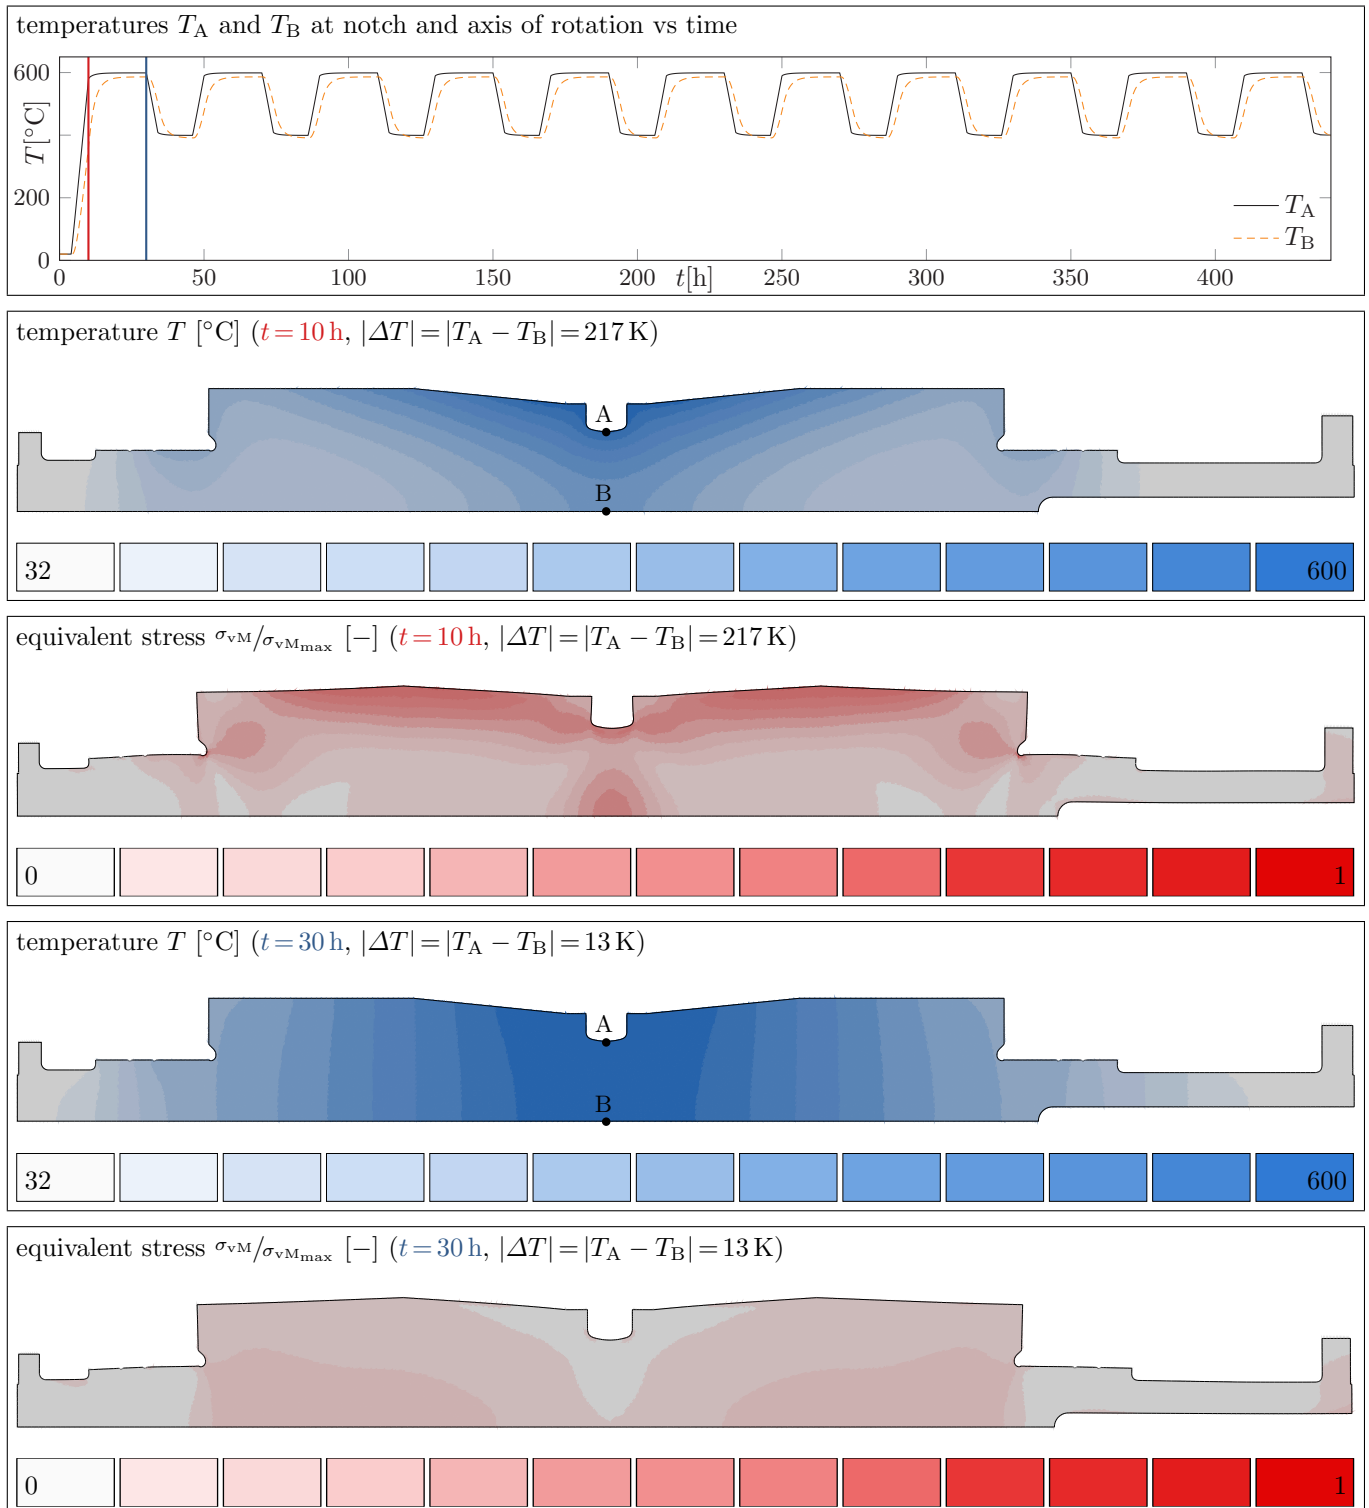 temperatures T_A and T_B at notch and axis of rotation vs time
600
400
200
0
T[°C]
0 50 100 150 200 250 300 350 400
t[h]
T_A
T_B
temperature T [°C] (t = 10 h, |ΔT| = |T_A − T_B| = 217 K)
A
B
32 600
equivalent stress σ_vM/σ_vM_max [−] (t = 10 h, |ΔT| = |T_A − T_B| = 217 K)
0 1
temperature T [°C] (t = 30 h, |ΔT| = |T_A − T_B| = 13 K)
A
B
32 600
equivalent stress σ_vM/σ_vM_max [−] (t = 30 h, |ΔT| = |T_A − T_B| = 13 K)
0 1